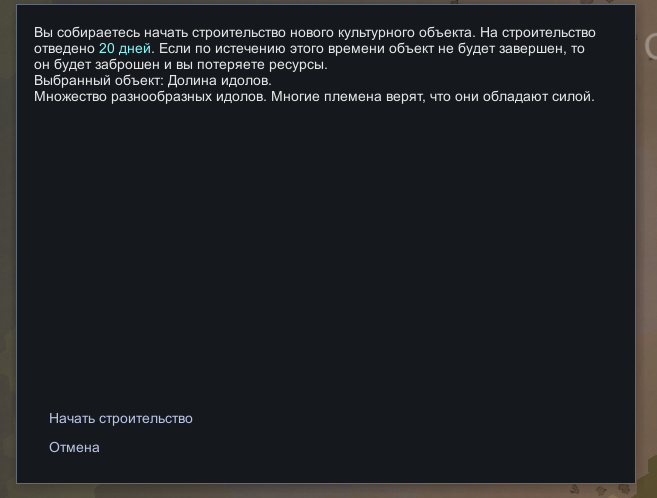 Вы собираетесь начать строительство нового культурного объекта. На строительство
отведено 20 дней. Если по истечению этого времени объект не будет завершен, то
он будет заброшен и вы потеряете ресурсы.
Выбранный объект: Долина идолов.
Множество разнообразных идолов. Многие племена верят, что они обладают силой.
Начать строительство
Отмена